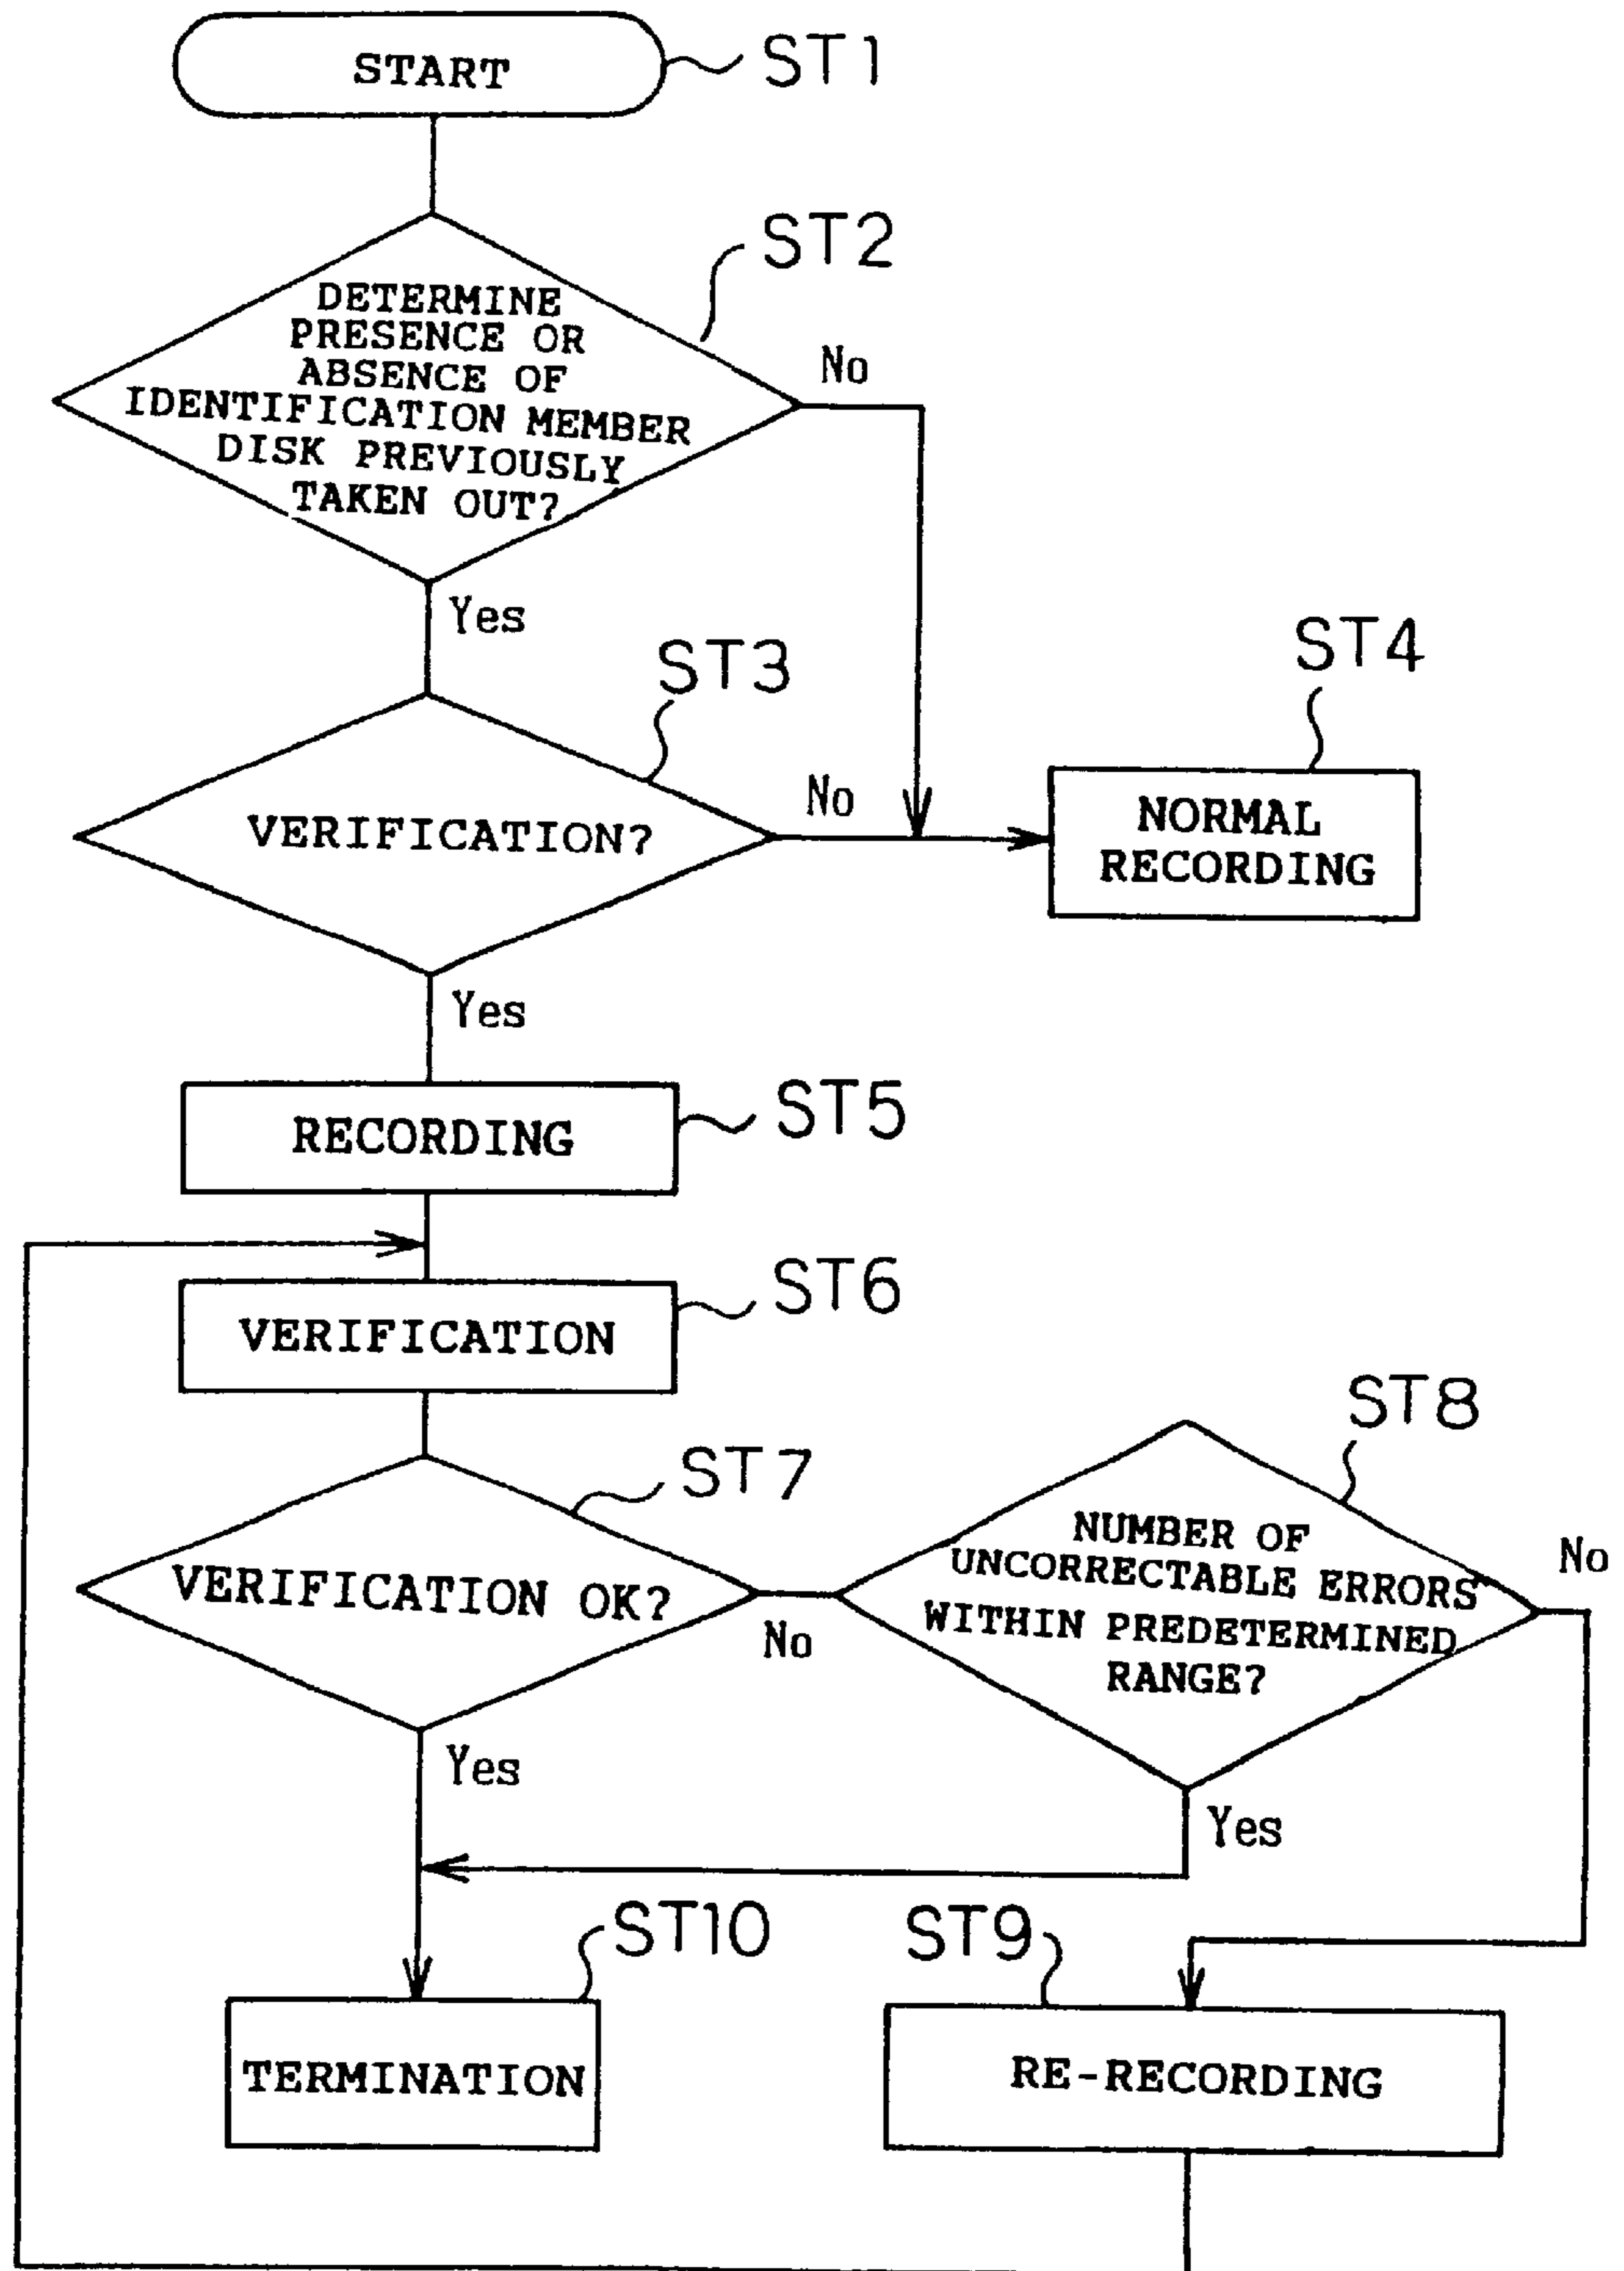 START
ST1
ST2
DETERMINE
PRESENCE OR
ABSENCE OF
IDENTIFICATION MEMBER
DISK PREVIOUSLY
TAKEN OUT?
No
Yes
ST3
ST4
VERIFICATION?
No
NORMAL
RECORDING
Yes
RECORDING
ST5
VERIFICATION
ST6
ST7
ST8
VERIFICATION OK?
No
NUMBER OF
UNCORRECTABLE ERRORS
WITHIN PREDETERMINED
RANGE?
No
Yes
Yes
ST10
ST9
TERMINATION
RE-RECORDING